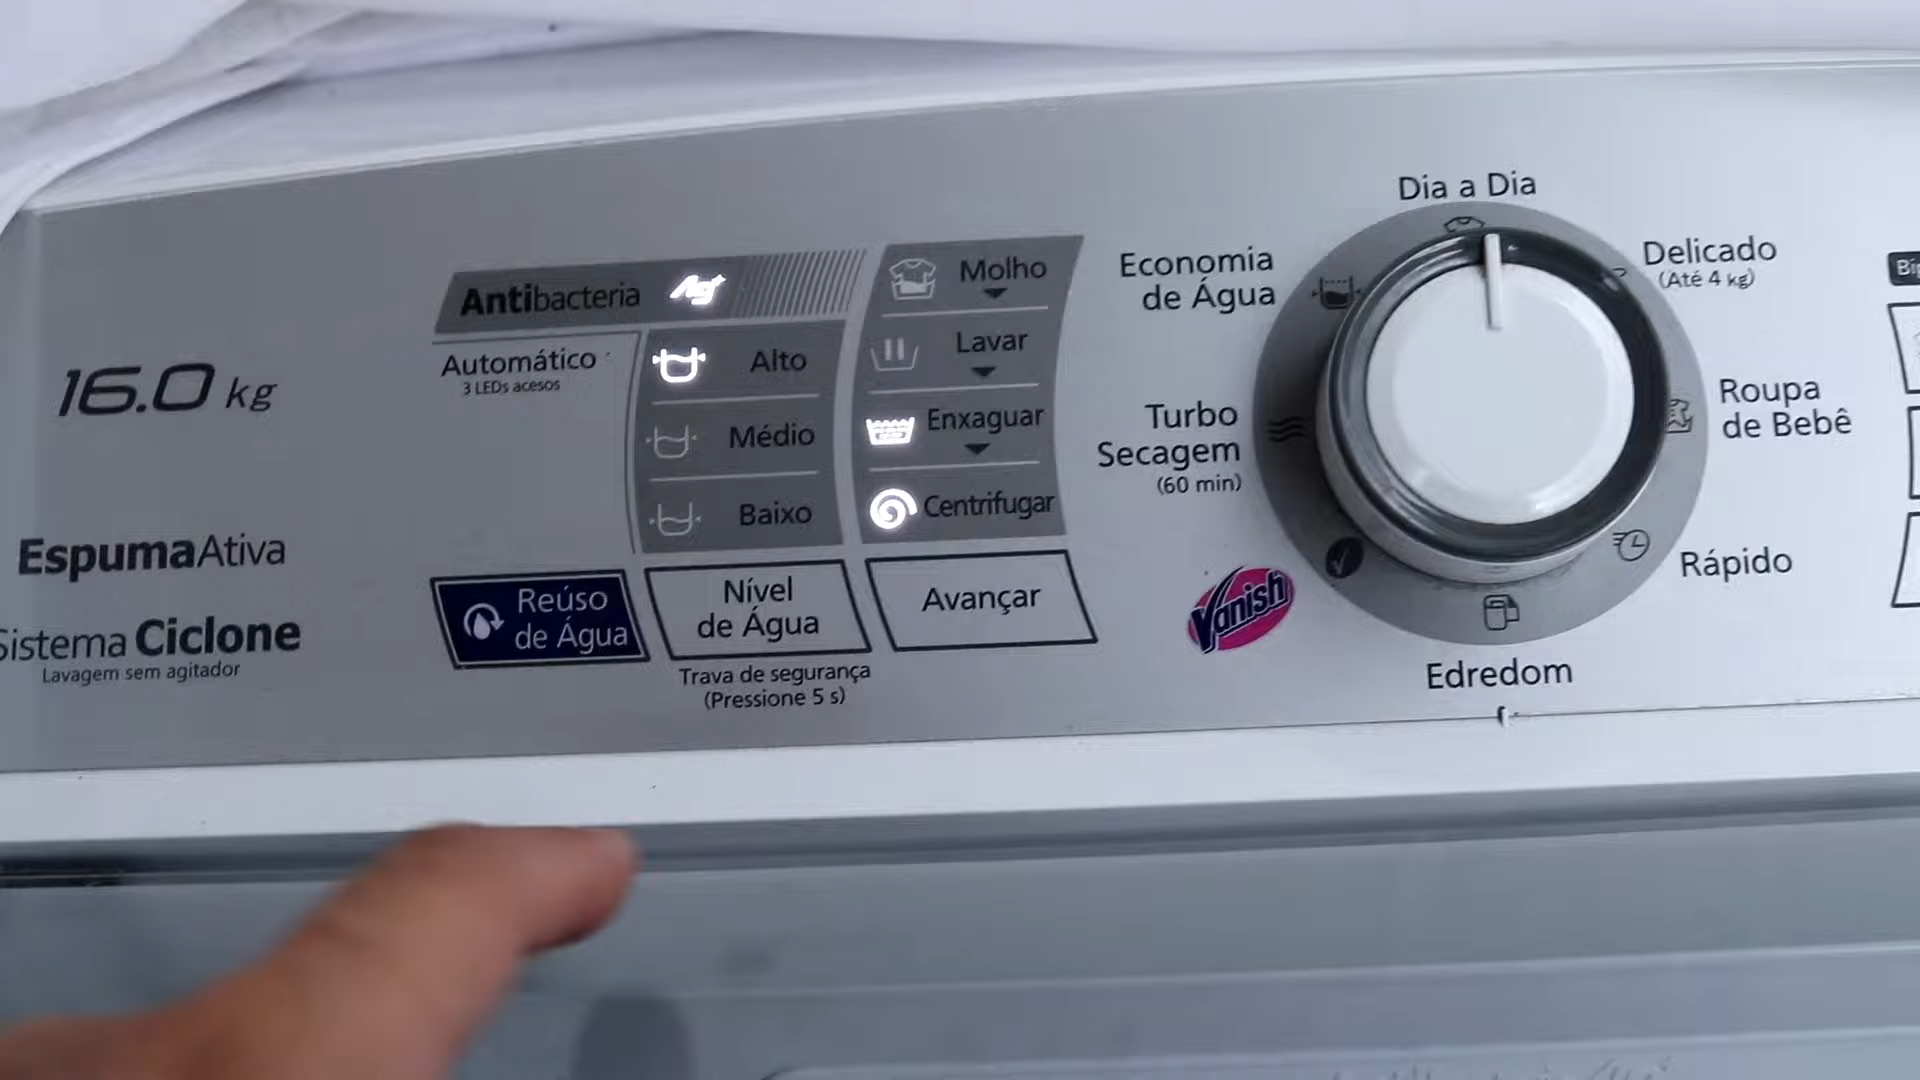 16.0 kg
EspumaAtiva
Sistema Ciclone
Lavagem sem agitador
Antibacteria Ag+
Automático
3 LEDs acesos
Alto
Médio
Baixo
Molho
Lavar
Enxaguar
Centrifugar
Reúso
de Água
Nível
de Água
Avançar
Trava de segurança
(Pressione 5 s)
Dia a Dia
Economia
de Água
Delicado
(Até 4 kg)
Turbo
Secagem
(60 min)
Roupa
de Bebê
Vanish
Rápido
Edredom